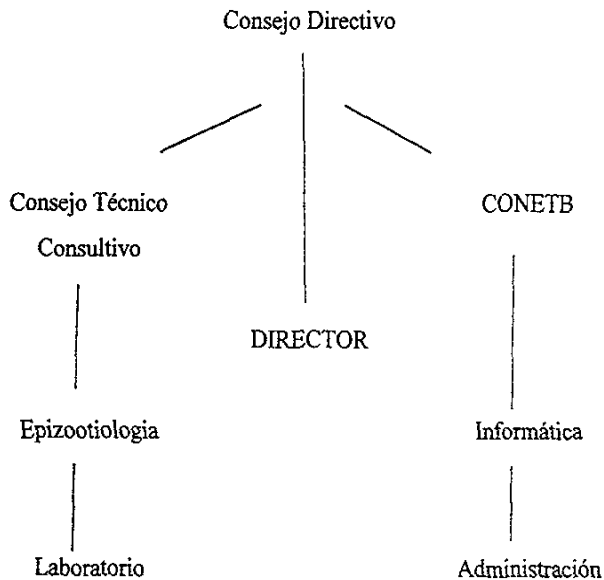 Consejo Directivo
Consejo Técnico
Consultivo
CONETB
DIRECTOR
Epizootiologia
Informática
Laboratorio
Administración